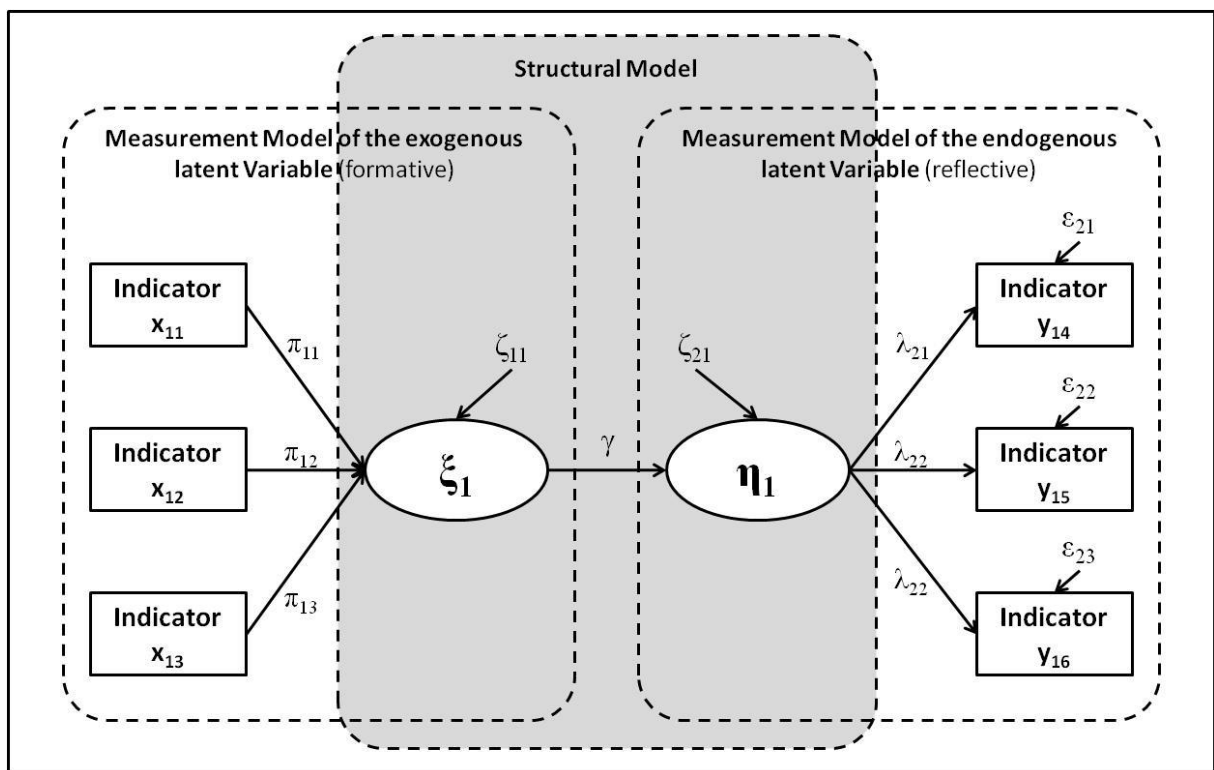 Structural Model
Measurement Model of the exogenous
latent Variable (formative)
Measurement Model of the endogenous
latent Variable (reflective)
Indicator
x₁₁
Indicator
x₁₂
Indicator
x₁₃
π₁₁
π₁₂
π₁₃
ζ₁₁
ξ₁
γ
ζ₂₁
η₁
λ₂₁
λ₂₂
λ₂₂
ε₂₁
Indicator
y₁₄
ε₂₂
Indicator
y₁₅
ε₂₃
Indicator
y₁₆